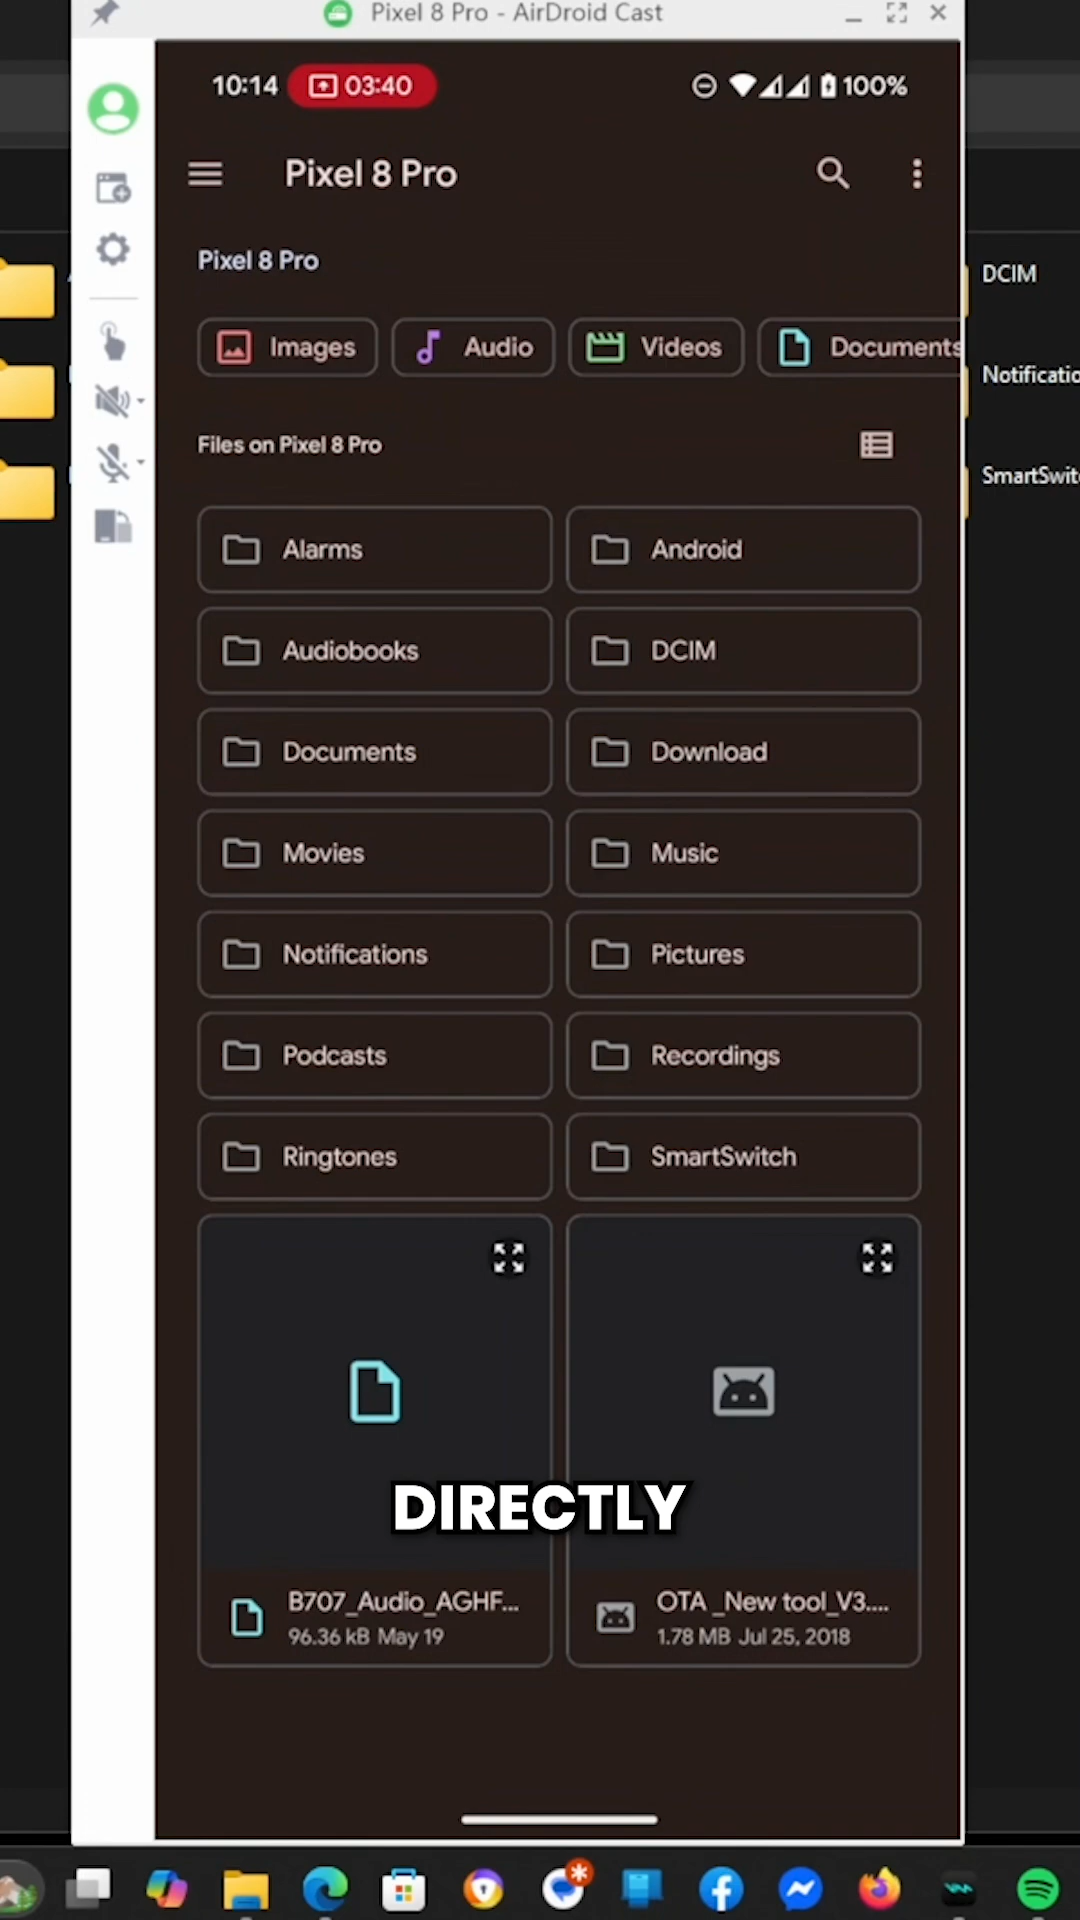 Pixel 8 Pro - AirDroid Cast
10:14 03:40 100%
Pixel 8 Pro
Pixel 8 Pro
Images Audio Videos Documents
Files on Pixel 8 Pro
Alarms Android
Audiobooks DCIM
Documents Download
Movies Music
Notifications Pictures
Podcasts Recordings
Ringtones SmartSwitch
DIRECTLY
B707_Audio_AGHF... OTA _New tool_V3....
96.36 kB May 19 1.78 MB Jul 25, 2018
DCIM
Notificatio
SmartSwit